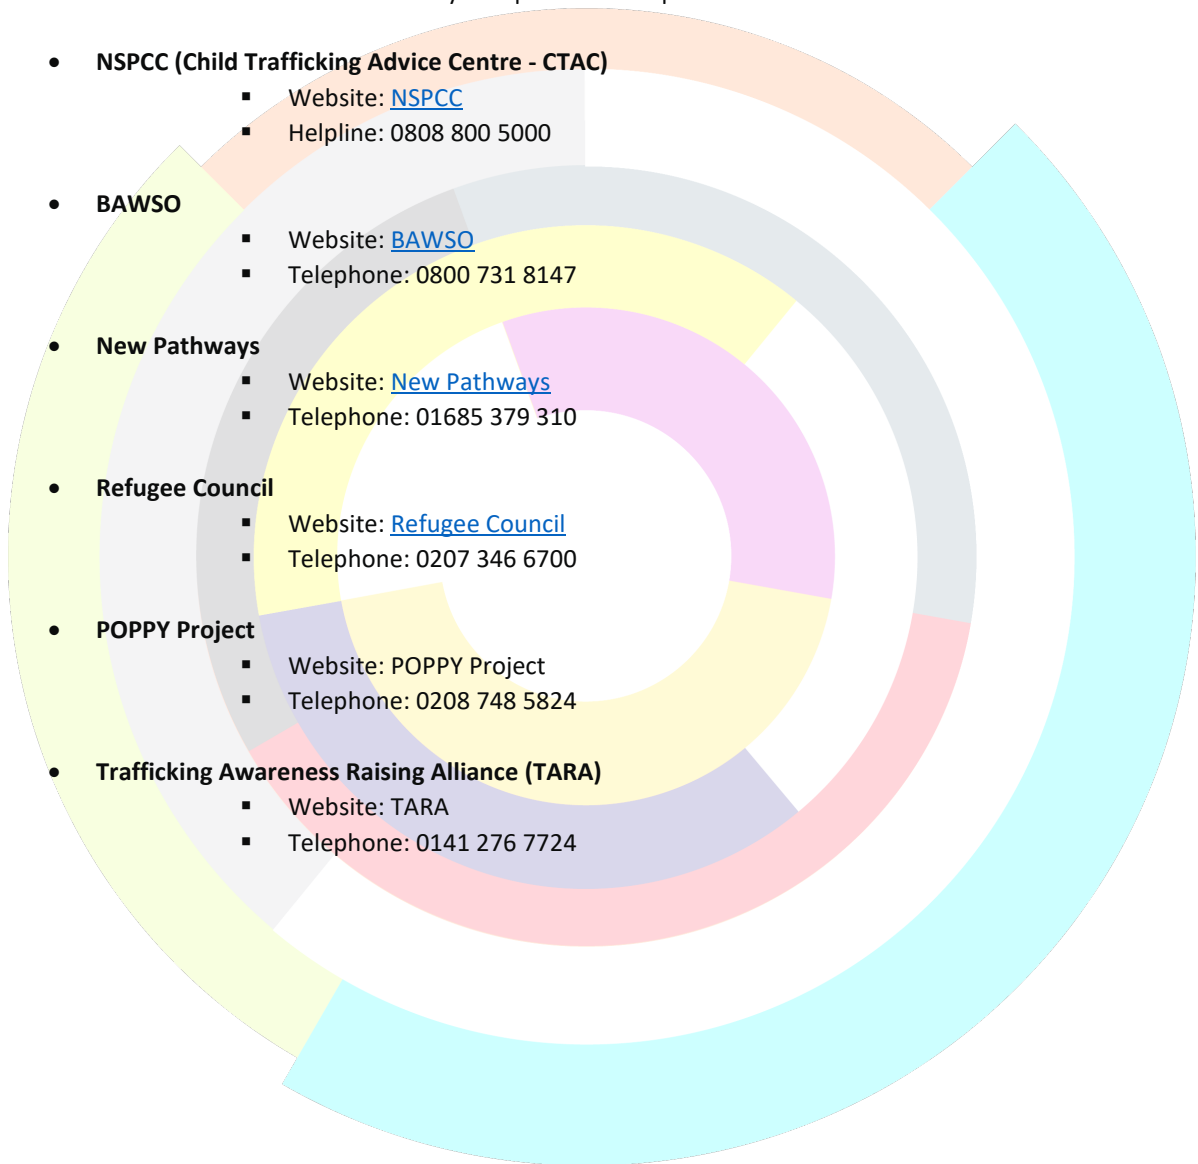 • NSPCC (Child Trafficking Advice Centre - CTAC)
▪ Website: NSPCC
▪ Helpline: 0808 800 5000
• BAWSO
▪ Website: BAWSO
▪ Telephone: 0800 731 8147
• New Pathways
▪ Website: New Pathways
▪ Telephone: 01685 379 310
• Refugee Council
▪ Website: Refugee Council
▪ Telephone: 0207 346 6700
• POPPY Project
▪ Website: POPPY Project
▪ Telephone: 0208 748 5824
• Trafficking Awareness Raising Alliance (TARA)
▪ Website: TARA
▪ Telephone: 0141 276 7724